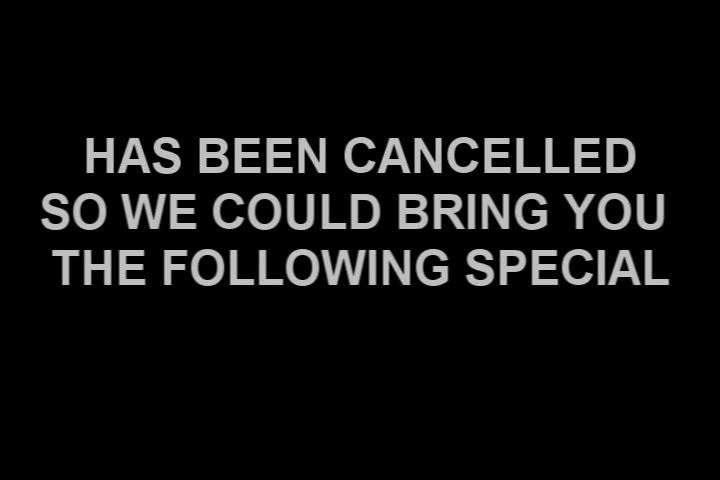 HAS BEEN CANCELLED
SO WE COULD BRING YOU
THE FOLLOWING SPECIAL